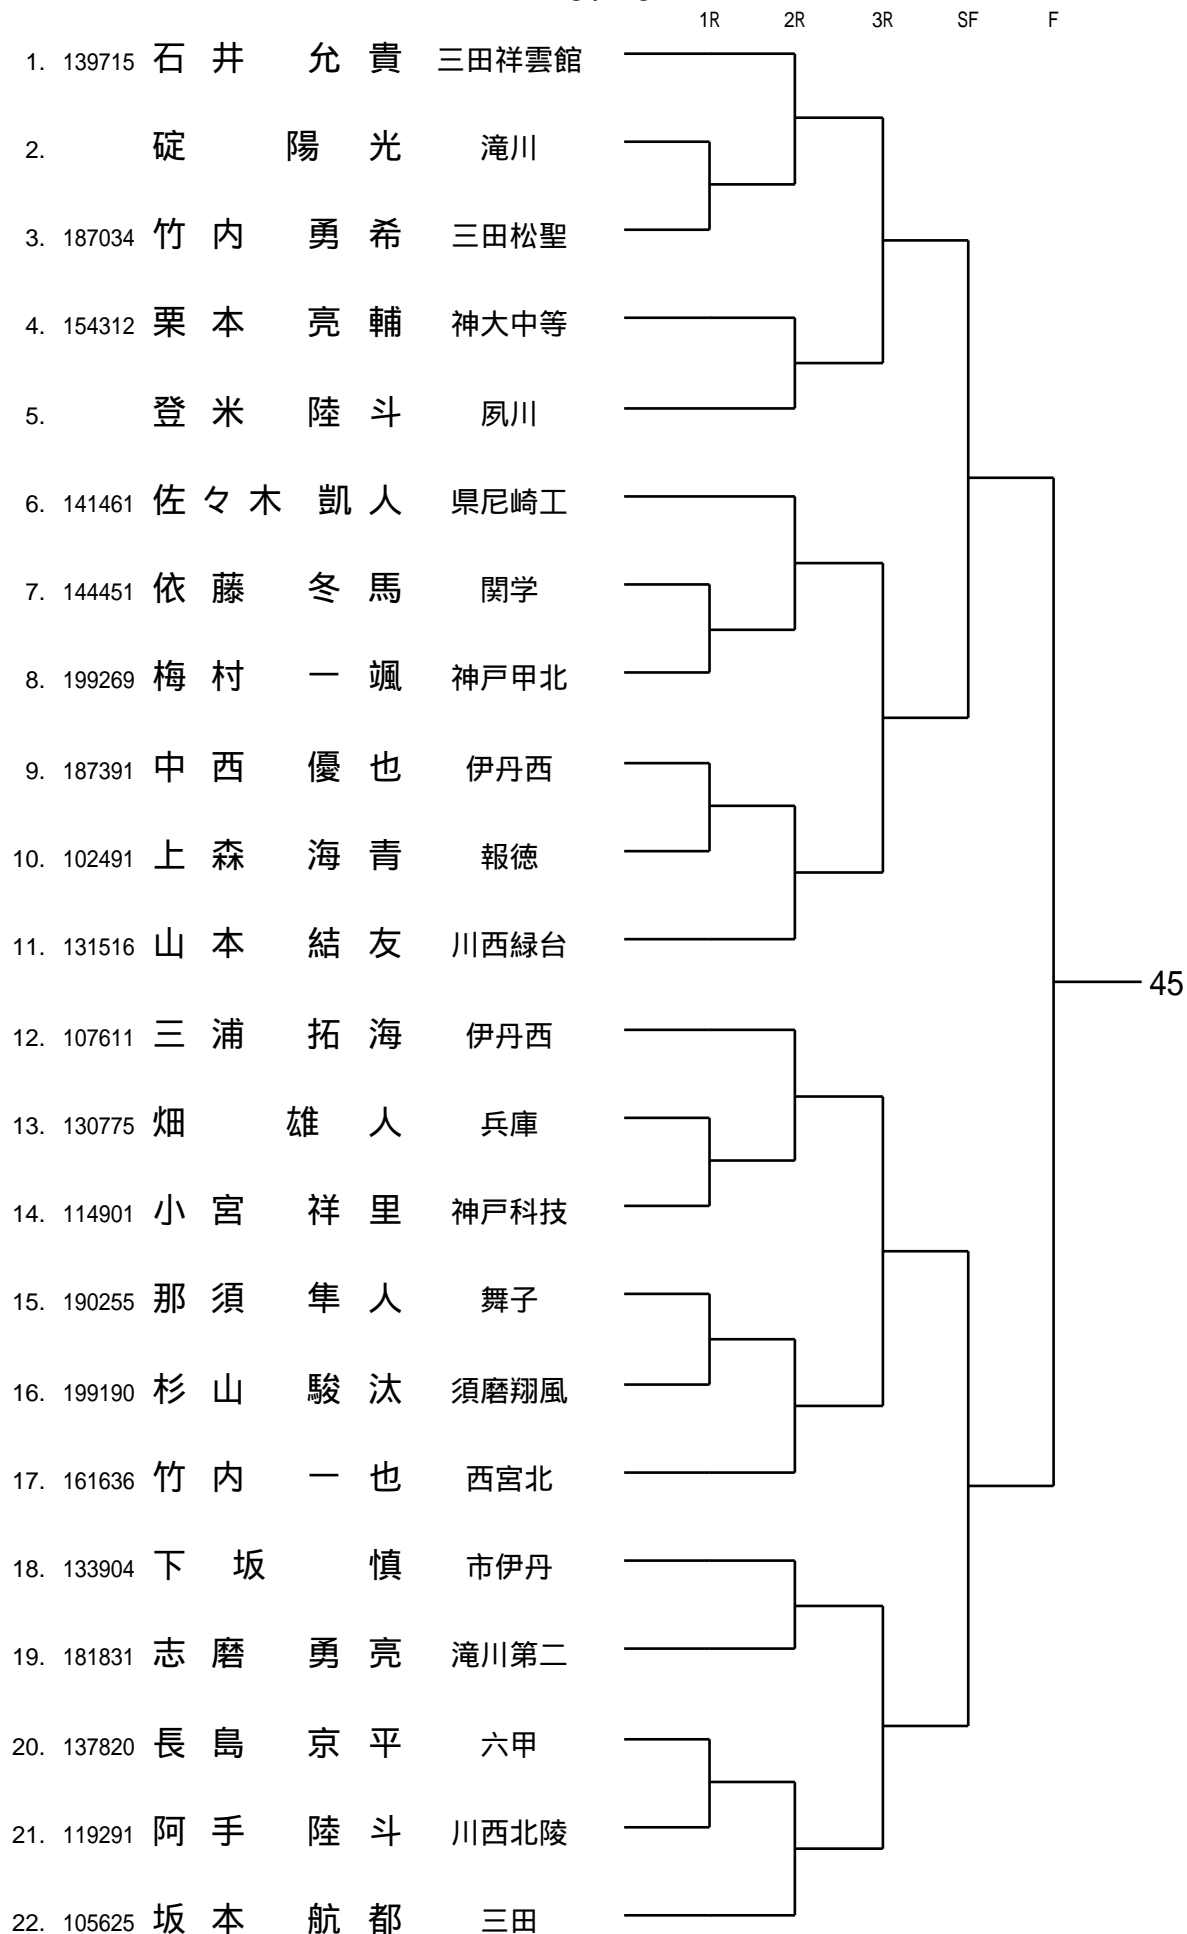 1R 2R 3R SF F
1. 139715 石井 允貴 三田祥雲館
2. 碇 陽光 滝川
3. 187034 竹内 勇希 三田松聖
4. 154312 栗本 亮輔 神大中等
5. 登米 陸斗 夙川
6. 141461 佐々木 凱人 県尼崎工
7. 144451 依藤 冬馬 関学
8. 199269 梅村 一颯 神戸甲北
9. 187391 中西 優也 伊丹西
10. 102491 上森 海青 報徳
11. 131516 山本 結友 川西緑台
45
12. 107611 三浦 拓海 伊丹西
13. 130775 畑 雄人 兵庫
14. 114901 小宮 祥里 神戸科技
15. 190255 那須 隼人 舞子
16. 199190 杉山 駿汰 須磨翔風
17. 161636 竹内 一也 西宮北
18. 133904 下坂 慎 市伊丹
19. 181831 志磨 勇亮 滝川第二
20. 137820 長島 京平 六甲
21. 119291 阿手 陸斗 川西北陵
22. 105625 坂本 航都 三田